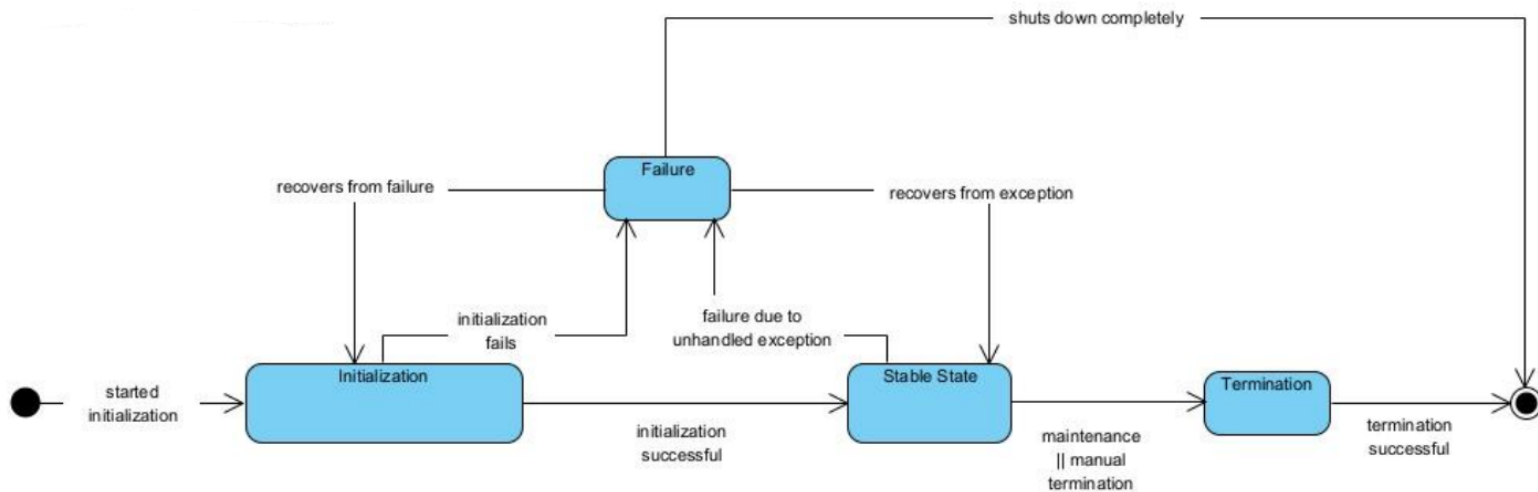 shuts down completely
Failure
recovers from failure
recovers from exception
initialization
fails
failure due to
unhandled exception
Initialization
Stable State
Termination
started
initialization
initialization
successful
maintenance
|| manual
termination
termination
successful